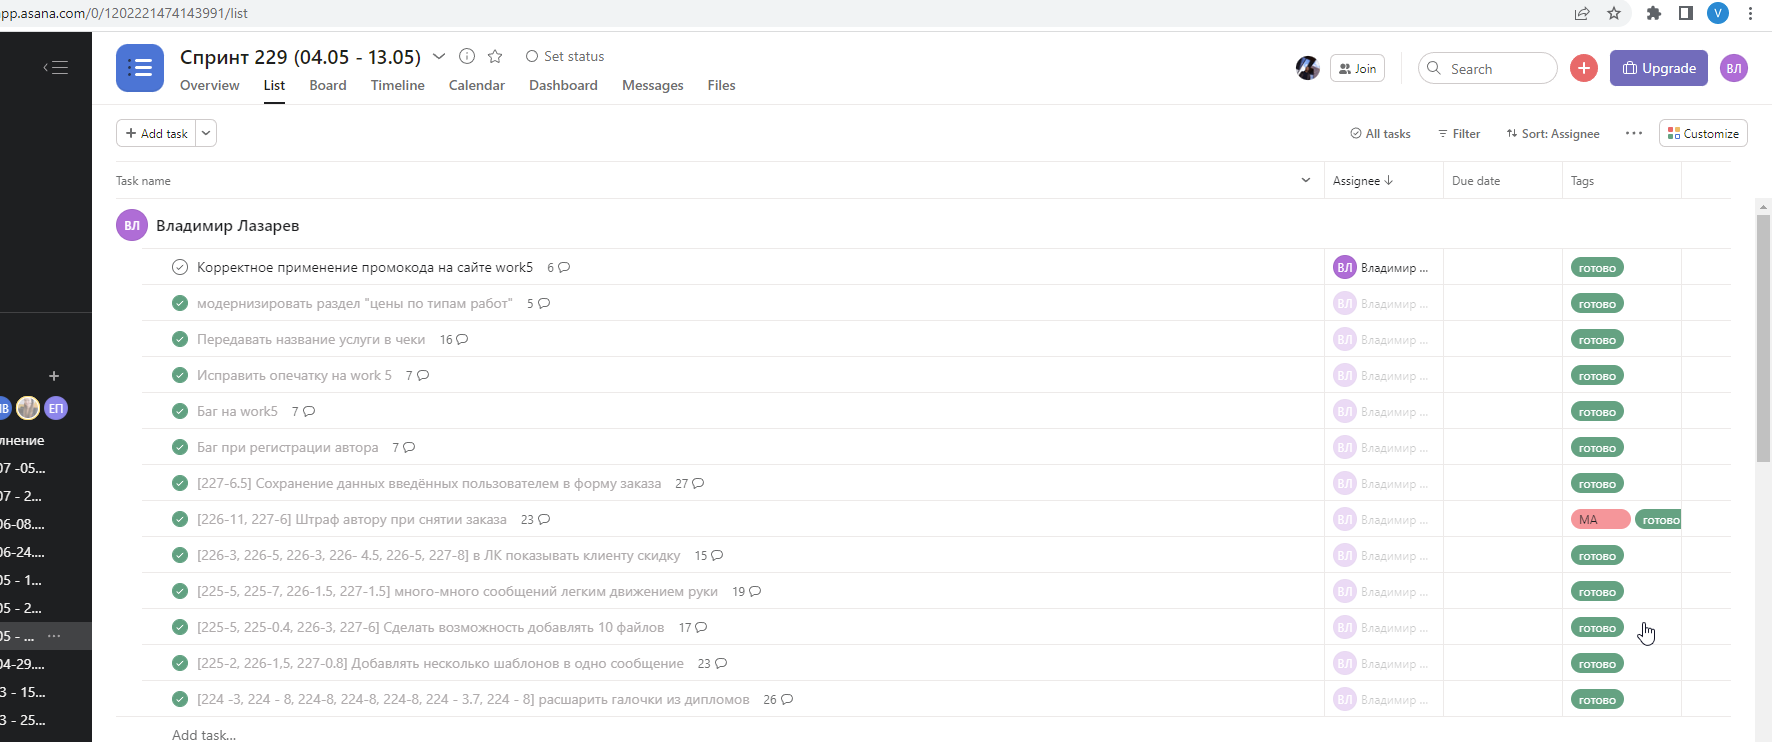 app.asana.com/0/1202221474143991/list
V
Спринт 229 (04.05 - 13.05)
Set status
Join
Search
Upgrade
ВЛ
Overview
List
Board
Timeline
Calendar
Dashboard
Messages
Files
Add task
All tasks
Filter
Sort: Assignee
Customize
Task name
Assignee
Due date
Tags
ВЛ Владимир Лазарев
Корректное применение промокода на сайте work5 6 ВЛ Владимир ... готово
модернизировать раздел "цены по типам работ" 5 ВЛ Владимир ... готово
Передавать название услуги в чеки 16 ВЛ Владимир ... готово
Исправить опечатку на work 5 7 ВЛ Владимир ... готово
Баг на work5 7 ВЛ Владимир ... готово
Баг при регистрации автора 7 ВЛ Владимир ... готово
[227-6.5] Сохранение данных введённых пользователем в форму заказа 27 ВЛ Владимир ... готово
[226-11, 227-6] Штраф автору при снятии заказа 23 ВЛ Владимир ... МА готово
[226-3, 226-5, 226-3, 226- 4.5, 226-5, 227-8] в ЛК показывать клиенту скидку 15 ВЛ Владимир ... готово
[225-5, 225-7, 226-1.5, 227-1.5] много-много сообщений легким движением руки 19 ВЛ Владимир ... готово
[225-5, 225-0.4, 226-3, 227-6] Сделать возможность добавлять 10 файлов 17 ВЛ Владимир ... готово
[225-2, 226-1,5, 227-0.8] Добавлять несколько шаблонов в одно сообщение 23 ВЛ Владимир ... готово
[224 -3, 224 - 8, 224-8, 224-8, 224-8, 224 - 3.7, 224 - 8] расшарить галочки из дипломов 26 ВЛ Владимир ... готово
Add task...
ЕП
лнение
07 -05...
07 - 2...
06-08....
06-24....
05 - 1...
05 - 2...
05 - ...
04-29....
3 - 15...
3 - 25...